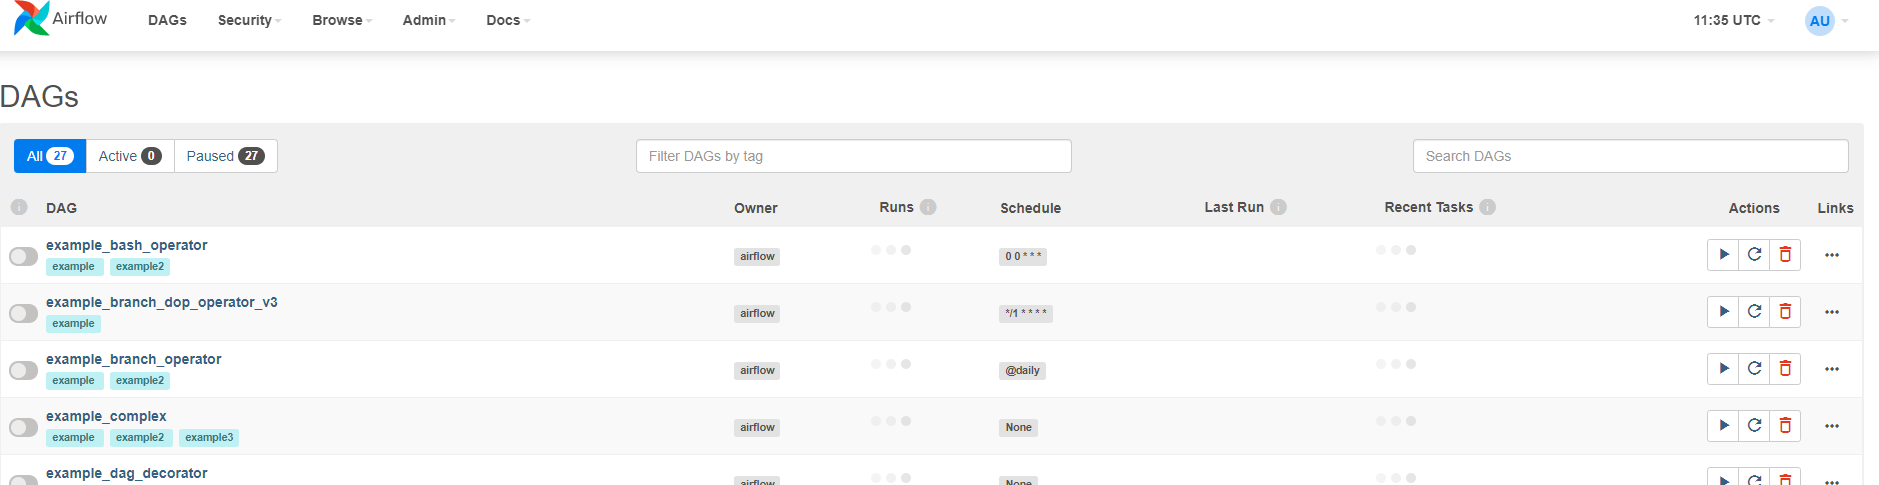 Airflow DAGs Security Browse Admin Docs 11:35 UTC AU
DAGs
All 27 Active 0 Paused 27 Filter DAGs by tag Search DAGs
i DAG Owner Runs i Schedule Last Run i Recent Tasks i Actions Links
example_bash_operator
example example2 airflow 0 0 * * *
example_branch_dop_operator_v3
example airflow */1 * * * *
example_branch_operator
example example2 airflow @daily
example_complex
example example2 example3 airflow None
example_dag_decorator
airflow None